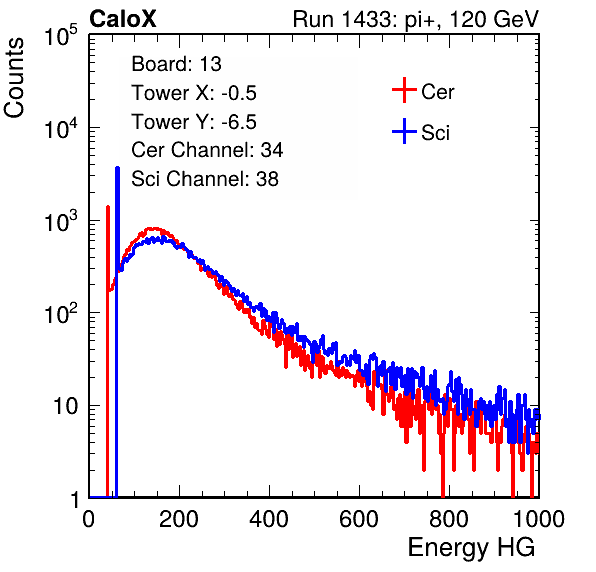 CaloX Run 1433: pi+, 120 GeV
Counts
Board: 13
Tower X: -0.5
Tower Y: -6.5
Cer Channel: 34
Sci Channel: 38
Cer
Sci
10^5
10^4
10^3
10^2
10
1
0 200 400 600 800 1000
Energy HG